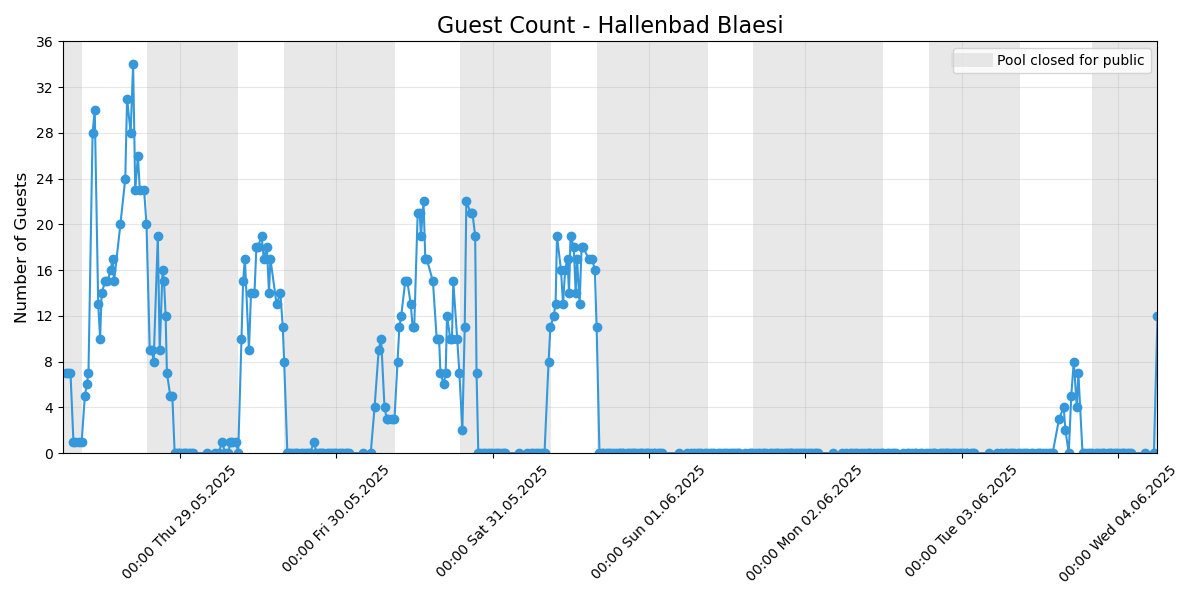 Guest Count - Hallenbad Blaesi
Pool closed for public
Number of Guests
36
32
28
24
20
16
12
8
4
0
00:00 Thu 29.05.2025
00:00 Fri 30.05.2025
00:00 Sat 31.05.2025
00:00 Sun 01.06.2025
00:00 Mon 02.06.2025
00:00 Tue 03.06.2025
00:00 Wed 04.06.2025